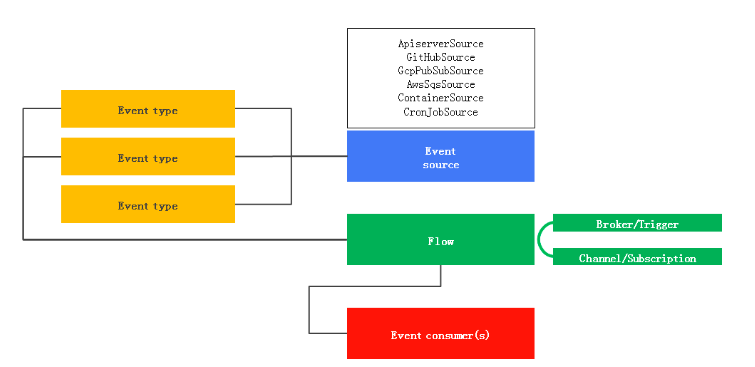 ApiserverSource
GitHubSource
GcpPubSubSource
AwsSqsSource
ContainerSource
CronJobSource
Event type
Event type
Event type
Event
source
Flow
Broker/Trigger
Channel/Subscription
Event consumer(s)